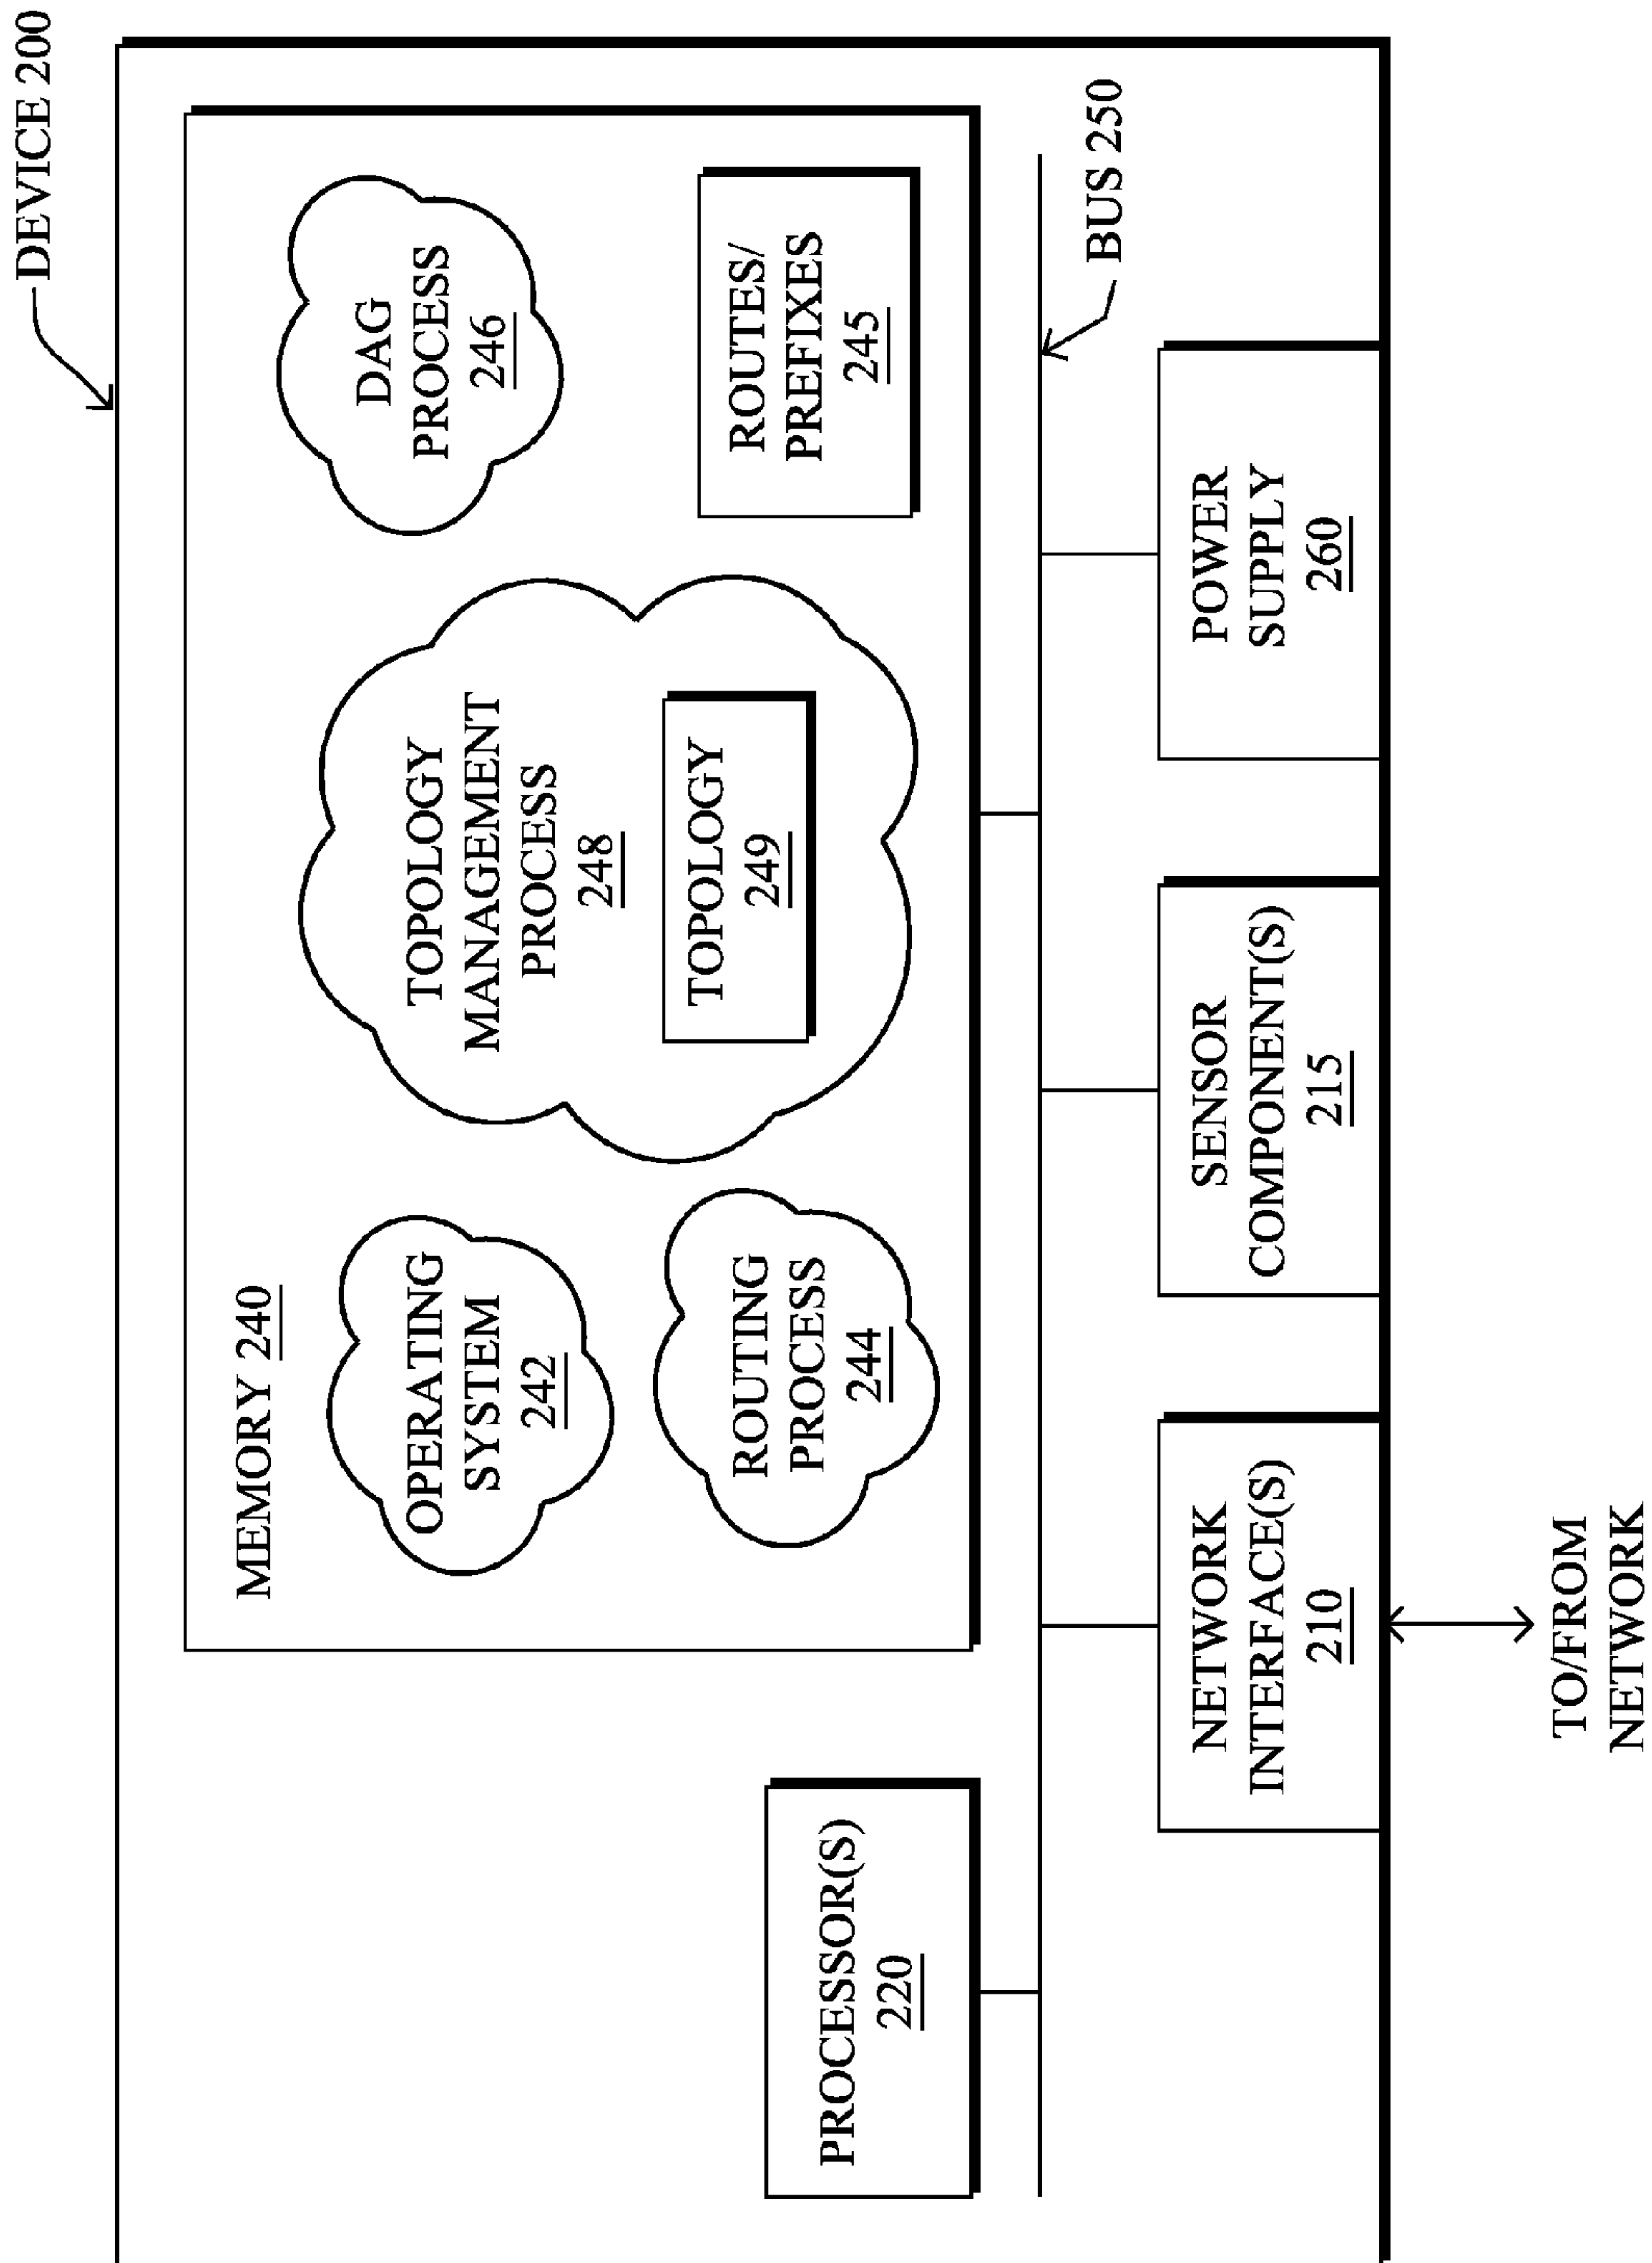 DEVICE 200
MEMORY 240
OPERATING
SYSTEM
242
TOPOLOGY
MANAGEMENT
PROCESS
248
TOPOLOGY
249
DAG
PROCESS
246
ROUTING
PROCESS
244
ROUTES/
PREFIXES
245
PROCESSOR(S)
220
BUS 250
NETWORK
INTERFACE(S)
210
SENSOR
COMPONENT(S)
215
POWER
SUPPLY
260
TO/FROM
NETWORK